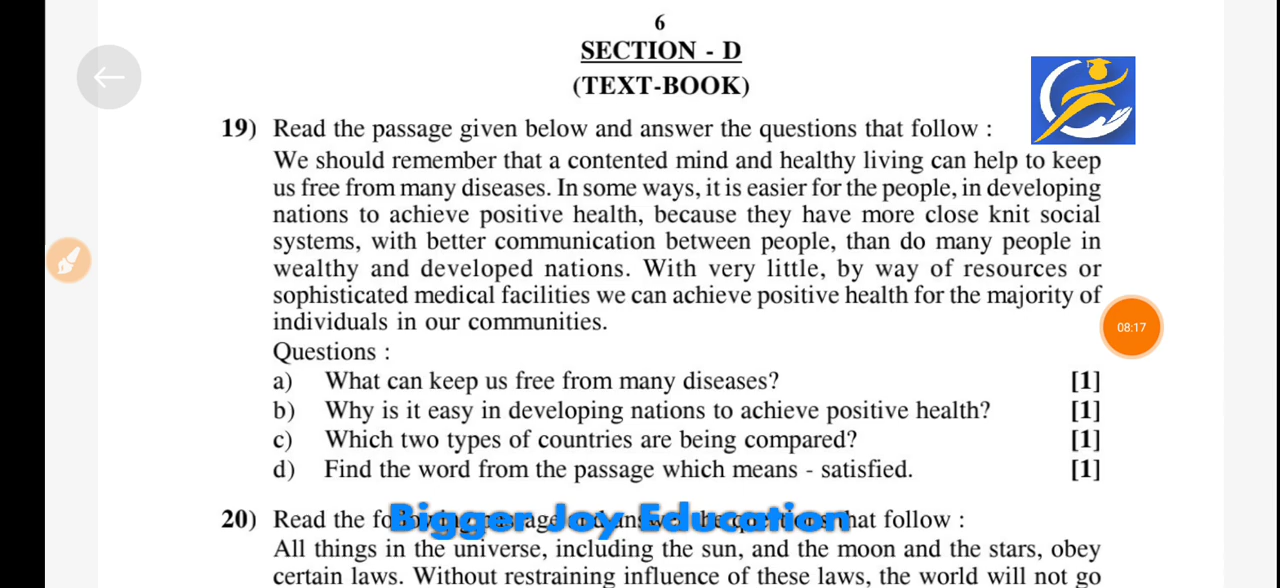 6
SECTION - D
(TEXT-BOOK)
19) Read the passage given below and answer the questions that follow :
We should remember that a contented mind and healthy living can help to keep
us free from many diseases. In some ways, it is easier for the people, in developing
nations to achieve positive health, because they have more close knit social
systems, with better communication between people, than do many people in
wealthy and developed nations. With very little, by way of resources or
sophisticated medical facilities we can achieve positive health for the majority of
individuals in our communities.
08:17
Questions :
a) What can keep us free from many diseases? [1]
b) Why is it easy in developing nations to achieve positive health? [1]
c) Which two types of countries are being compared? [1]
d) Find the word from the passage which means - satisfied. [1]
20) Read the that follow :
Bigger Joy Education
All things in the universe, including the sun, and the moon and the stars, obey
certain laws. Without restraining influence of these laws, the world will not go